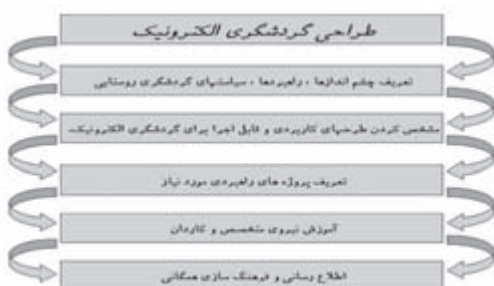 طراحی گردشگری الکترونیک
تعریف چشم اندازها ، راهبردها ، سیاستهای گردشگری روستایی
مشخص کردن طرحهای کاربردی و قابل اجرا برای گردشگری الکترونیک
تعریف پروژه های راهبردی مورد نیاز
آموزش نیروی متخصص و کاردان
اطلاع رسانی و فرهنگ سازی همگانی